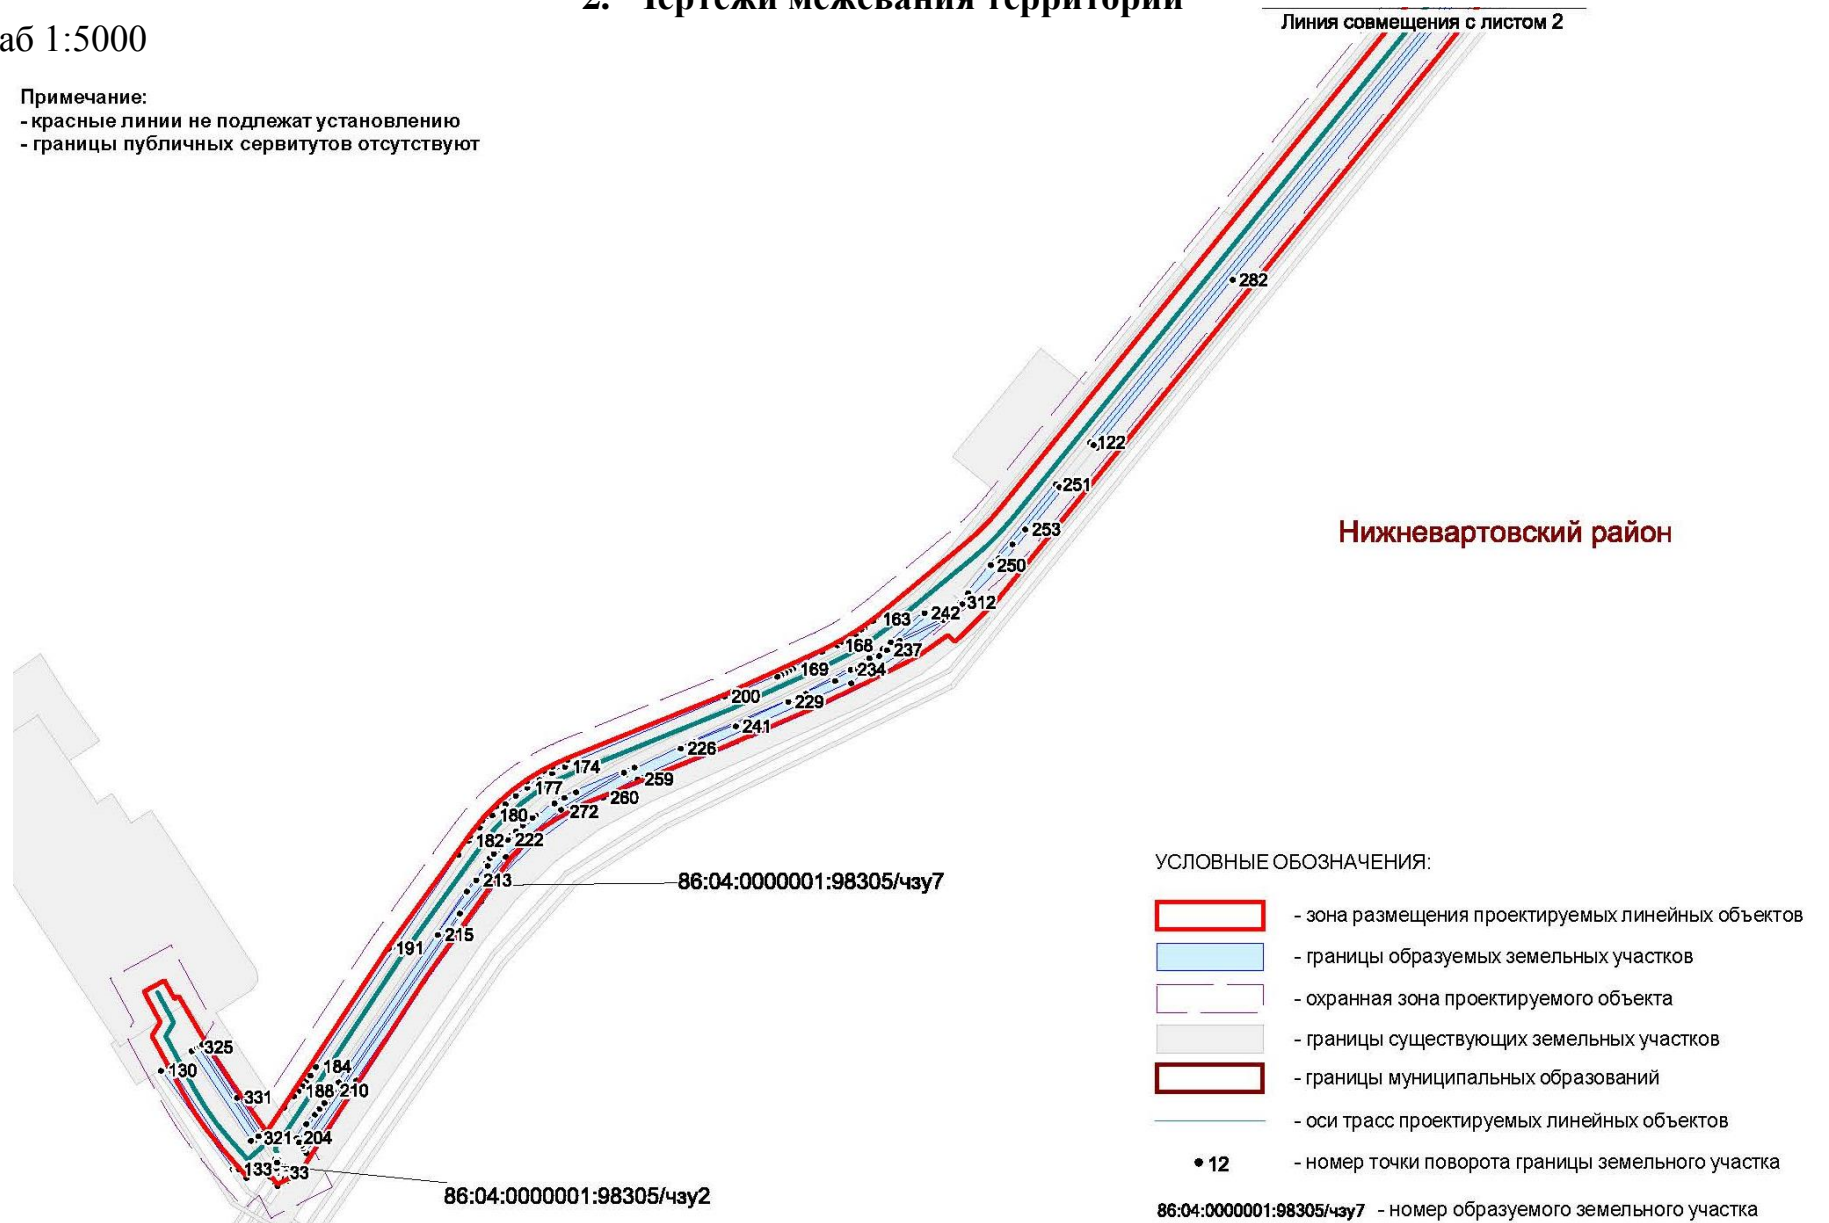 2. Чертежи межевания территории
Линия совмещения с листом 2
аб 1:5000
Примечание:
- красные линии не подлежат установлению
- границы публичных сервитутов отсутствуют
282
122
251
253
Нижневартовский район
250
312
242
163
168
237
169
234
200
229
241
226
174
259
177
260
272
180
182
222
213
86:04:0000001:98305/чзу7
215
191
325
184
130
188
210
331
321
204
133
33
86:04:0000001:98305/чзу2
УСЛОВНЫЕ ОБОЗНАЧЕНИЯ:
- зона размещения проектируемых линейных объектов
- границы образуемых земельных участков
- охранная зона проектируемого объекта
- границы существующих земельных участков
- границы муниципальных образований
- оси трасс проектируемых линейных объектов
12 - номер точки поворота границы земельного участка
86:04:0000001:98305/чзу7 - номер образуемого земельного участка